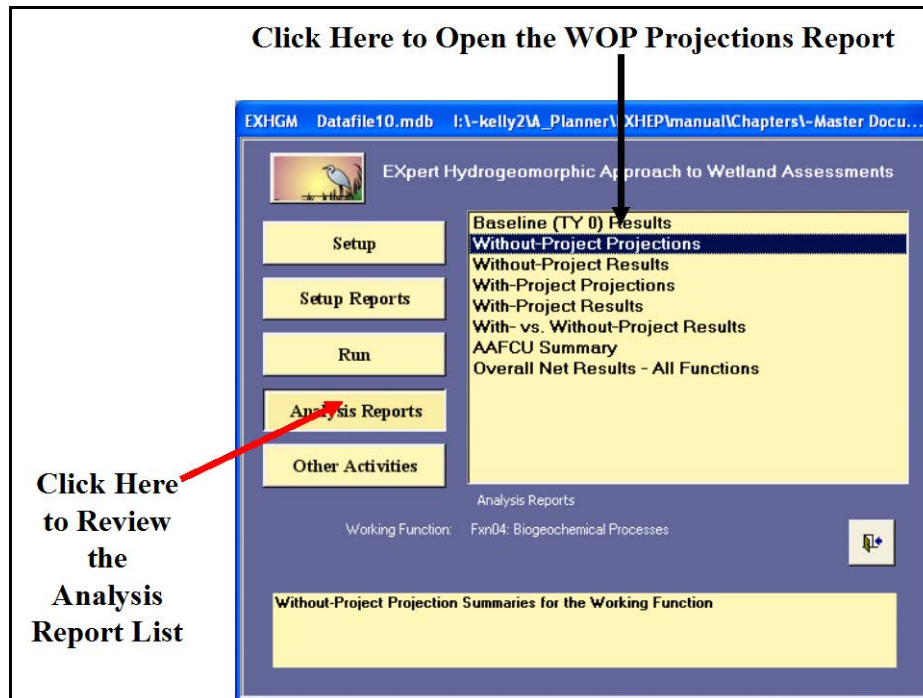 Click Here to Open the WOP Projections Report
EXHGM Datafile10.mdb I:\~kelly2\A_Planner\EXHEP\manual\Chapters\~Master Docu...
EXpert Hydrogeomorphic Approach to Wetland Assessments
Setup
Setup Reports
Run
Analysis Reports
Other Activities
Baseline (TY 0) Results
Without-Project Projections
Without-Project Results
With-Project Projections
With-Project Results
With- vs. Without-Project Results
AAFCU Summary
Overall Net Results - All Functions
Click Here
to Review
the
Analysis
Report List
Analysis Reports
Working Function: Fxn04: Biogeochemical Processes
Without-Project Projection Summaries for the Working Function